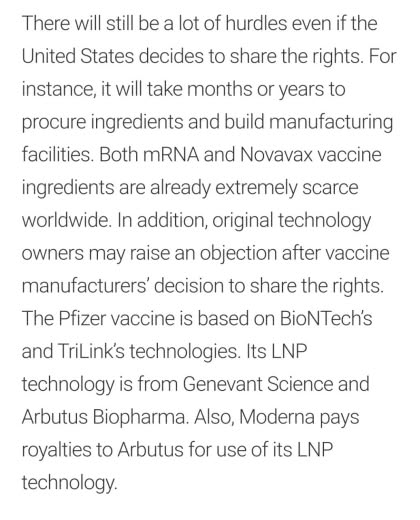 There will still be a lot of hurdles even if the
United States decides to share the rights. For
instance, it will take months or years to
procure ingredients and build manufacturing
facilities. Both mRNA and Novavax vaccine
ingredients are already extremely scarce
worldwide. In addition, original technology
owners may raise an objection after vaccine
manufacturers’ decision to share the rights.
The Pfizer vaccine is based on BioNTech’s
and TriLink’s technologies. Its LNP
technology is from Genevant Science and
Arbutus Biopharma. Also, Moderna pays
royalties to Arbutus for use of its LNP
technology.